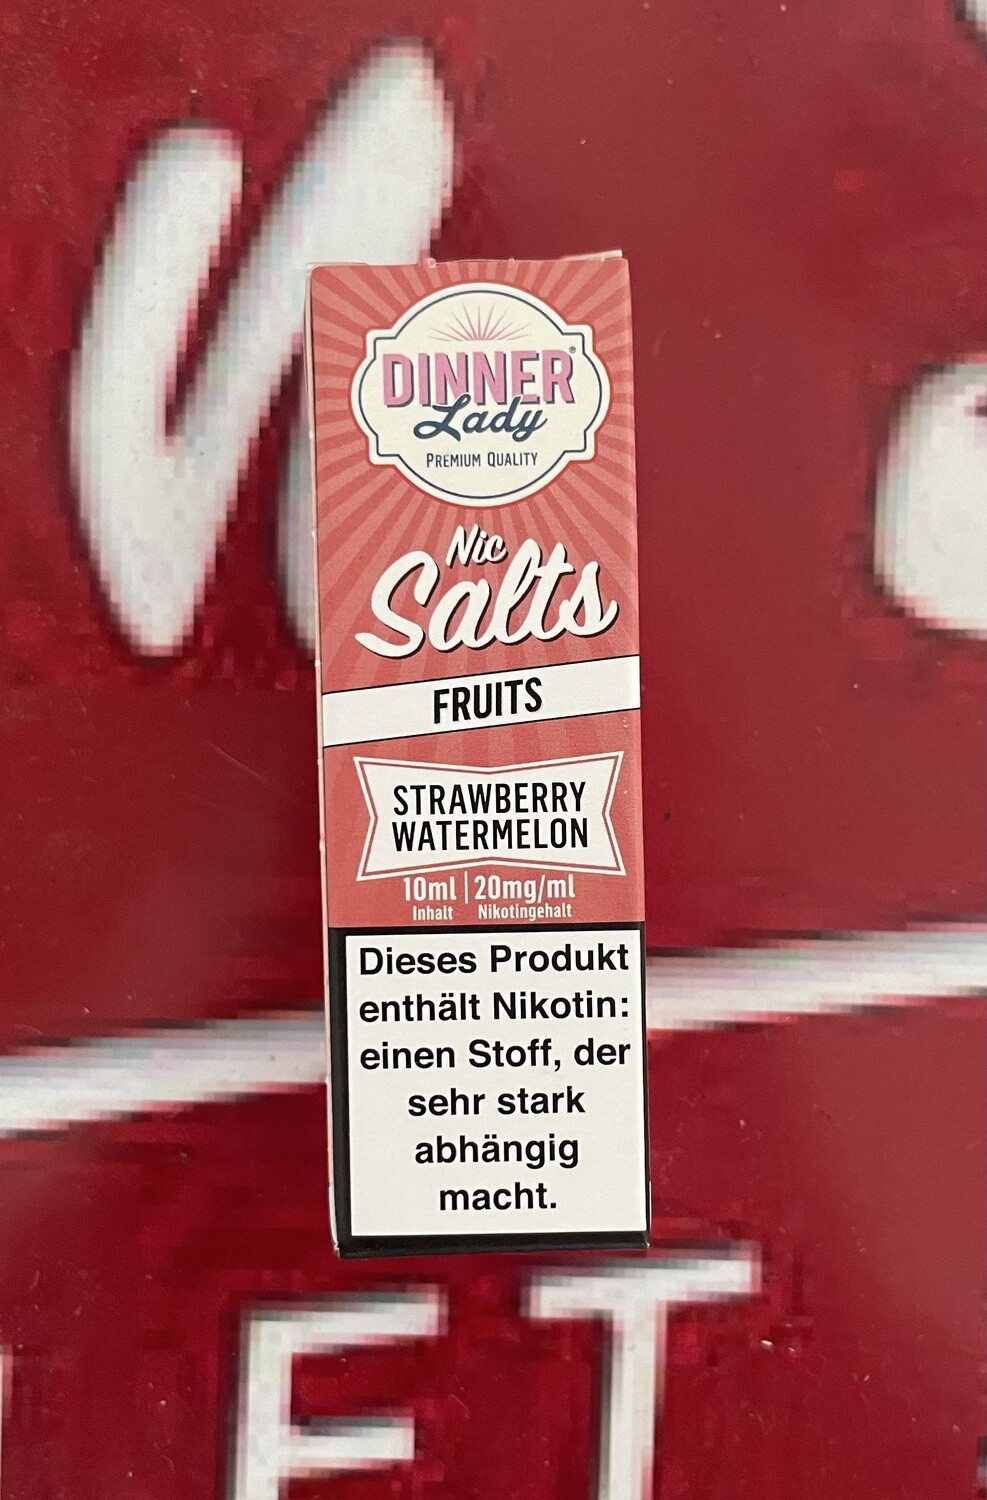 DINNER®
Lady
PREMIUM QUALITY
Nic
Salts
FRUITS
STRAWBERRY
WATERMELON
10ml | 20mg/ml
Inhalt Nikotingehalt
Dieses Produkt
enthält Nikotin:
einen Stoff, der
sehr stark
abhängig
macht.
ET